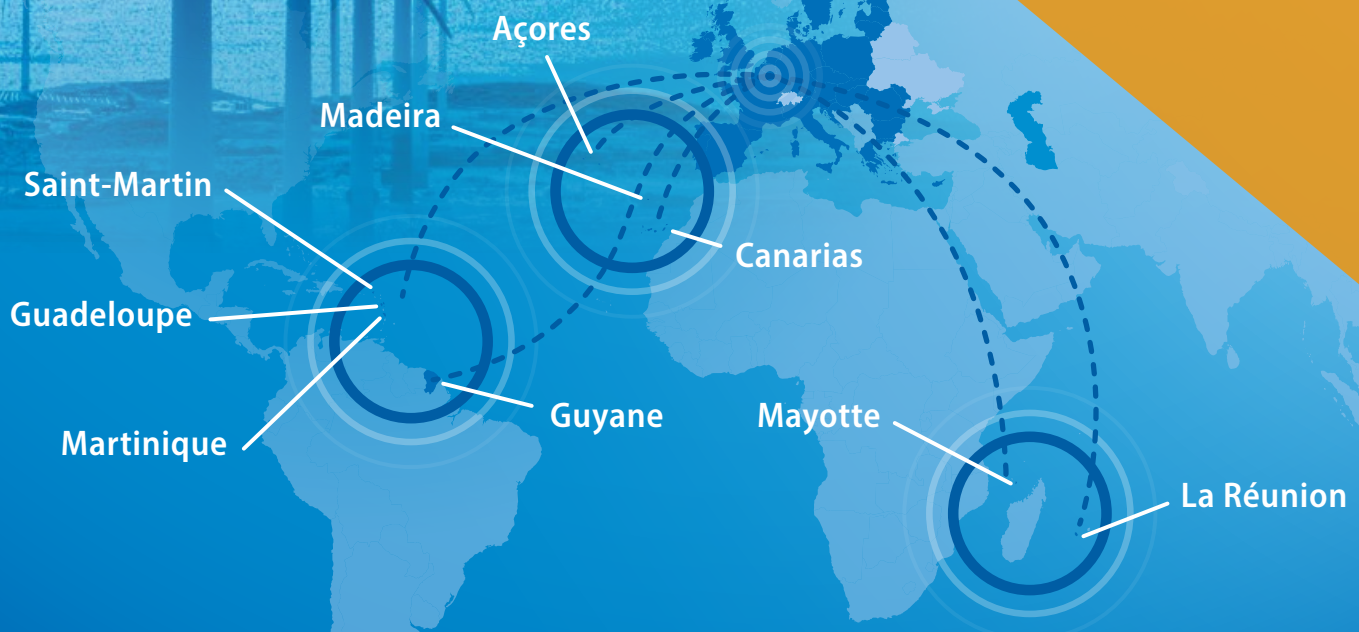 Açores
Madeira
Saint-Martin
Canarias
Guadeloupe
Guyane
Mayotte
Martinique
La Réunion